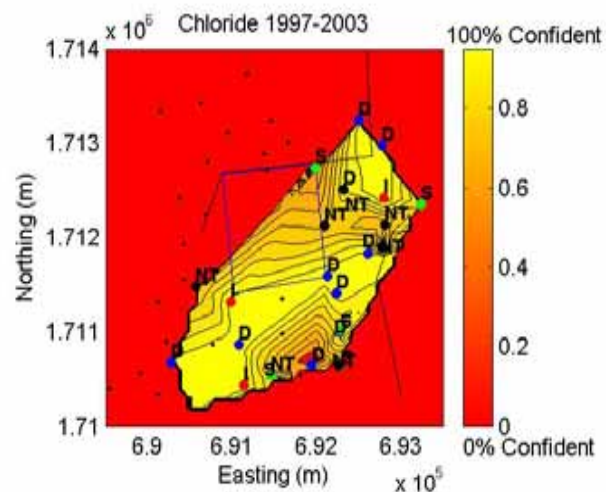 x 10⁶ Chloride 1997-2003 100% Confident
1.714
1.713
1.712
1.711
1.71
Northing (m)
0.8
0.6
0.4
0.2
0
0% Confident
D
D
S
D
I
S
NT
NT
NT
NT
D
NT
D
D
D
S
D
NT
D
NT
S
I
6.9 6.91 6.92 6.93
Easting (m) x 10⁵